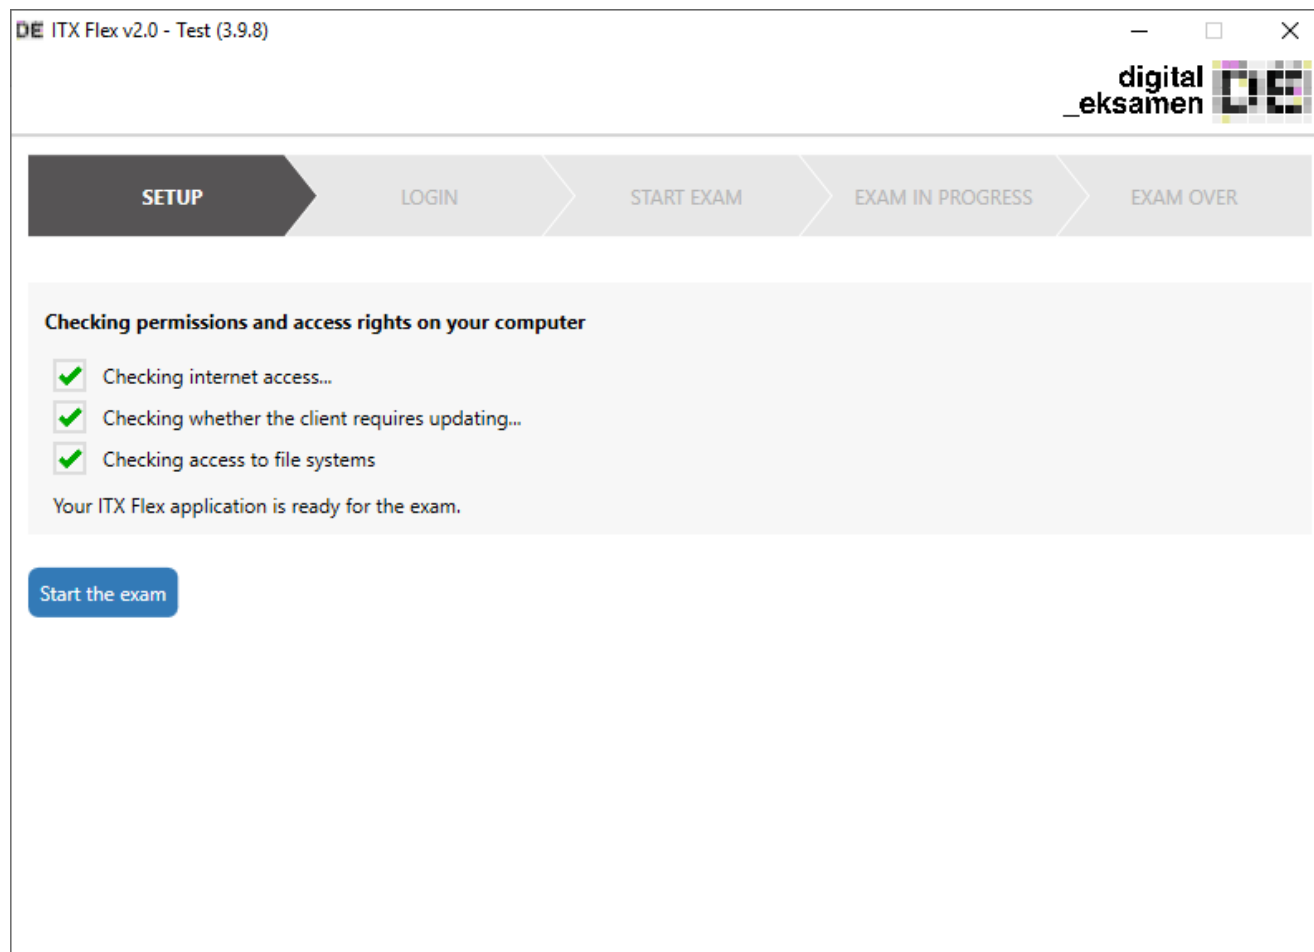 DE ITX Flex v2.0 - Test (3.9.8)
digital
_eksamen DE
SETUP LOGIN START EXAM EXAM IN PROGRESS EXAM OVER
Checking permissions and access rights on your computer
Checking internet access...
Checking whether the client requires updating...
Checking access to file systems
Your ITX Flex application is ready for the exam.
Start the exam